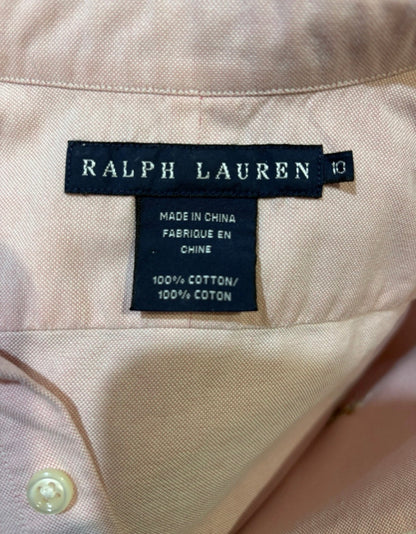 RALPH LAUREN 10
MADE IN CHINA
FABRIQUE EN
CHINE
100% COTTON/
100% COTON